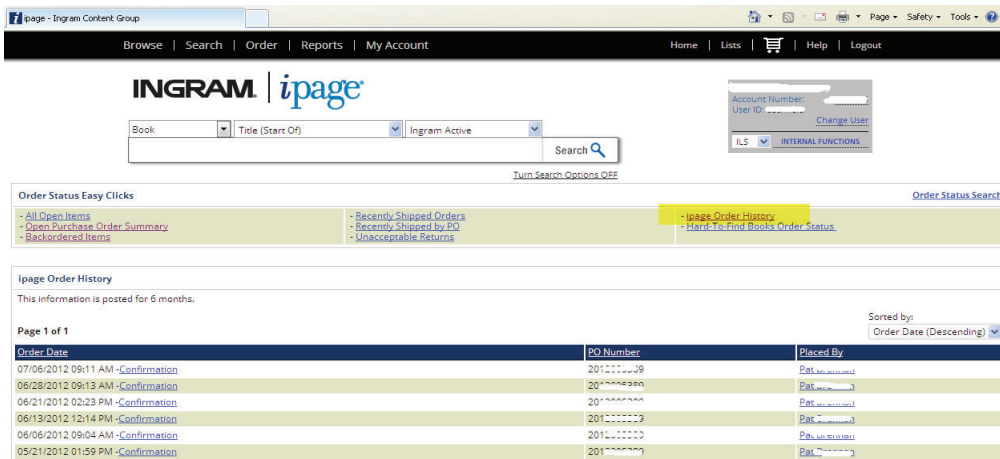 ipage - Ingram Content Group
Page Safety Tools
Browse | Search | Order | Reports | My Account Home | Lists | | Help | Logout
INGRAM | ipage
Account Number:
User ID:
Change User
Book Title (Start Of) Ingram Active
ILS INTERNAL FUNCTIONS
Search
Turn Search Options OFF
Order Status Easy Clicks Order Status Search
- All Open Items - Recently Shipped Orders - ipage Order History
- Open Purchase Order Summary - Recently Shipped by PO - Hard-To-Find Books Order Status
- Backordered Items - Unacceptable Returns
ipage Order History
This information is posted for 6 months.
Sorted by:
Page 1 of 1 Order Date (Descending)
Order Date PO Number Placed By
07/06/2012 09:11 AM -Confirmation Pat
06/28/2012 09:13 AM -Confirmation Pat
06/21/2012 02:23 PM -Confirmation Pat
06/13/2012 12:14 PM -Confirmation Pat
06/06/2012 09:04 AM -Confirmation Pat
05/21/2012 01:59 PM -Confirmation Pat